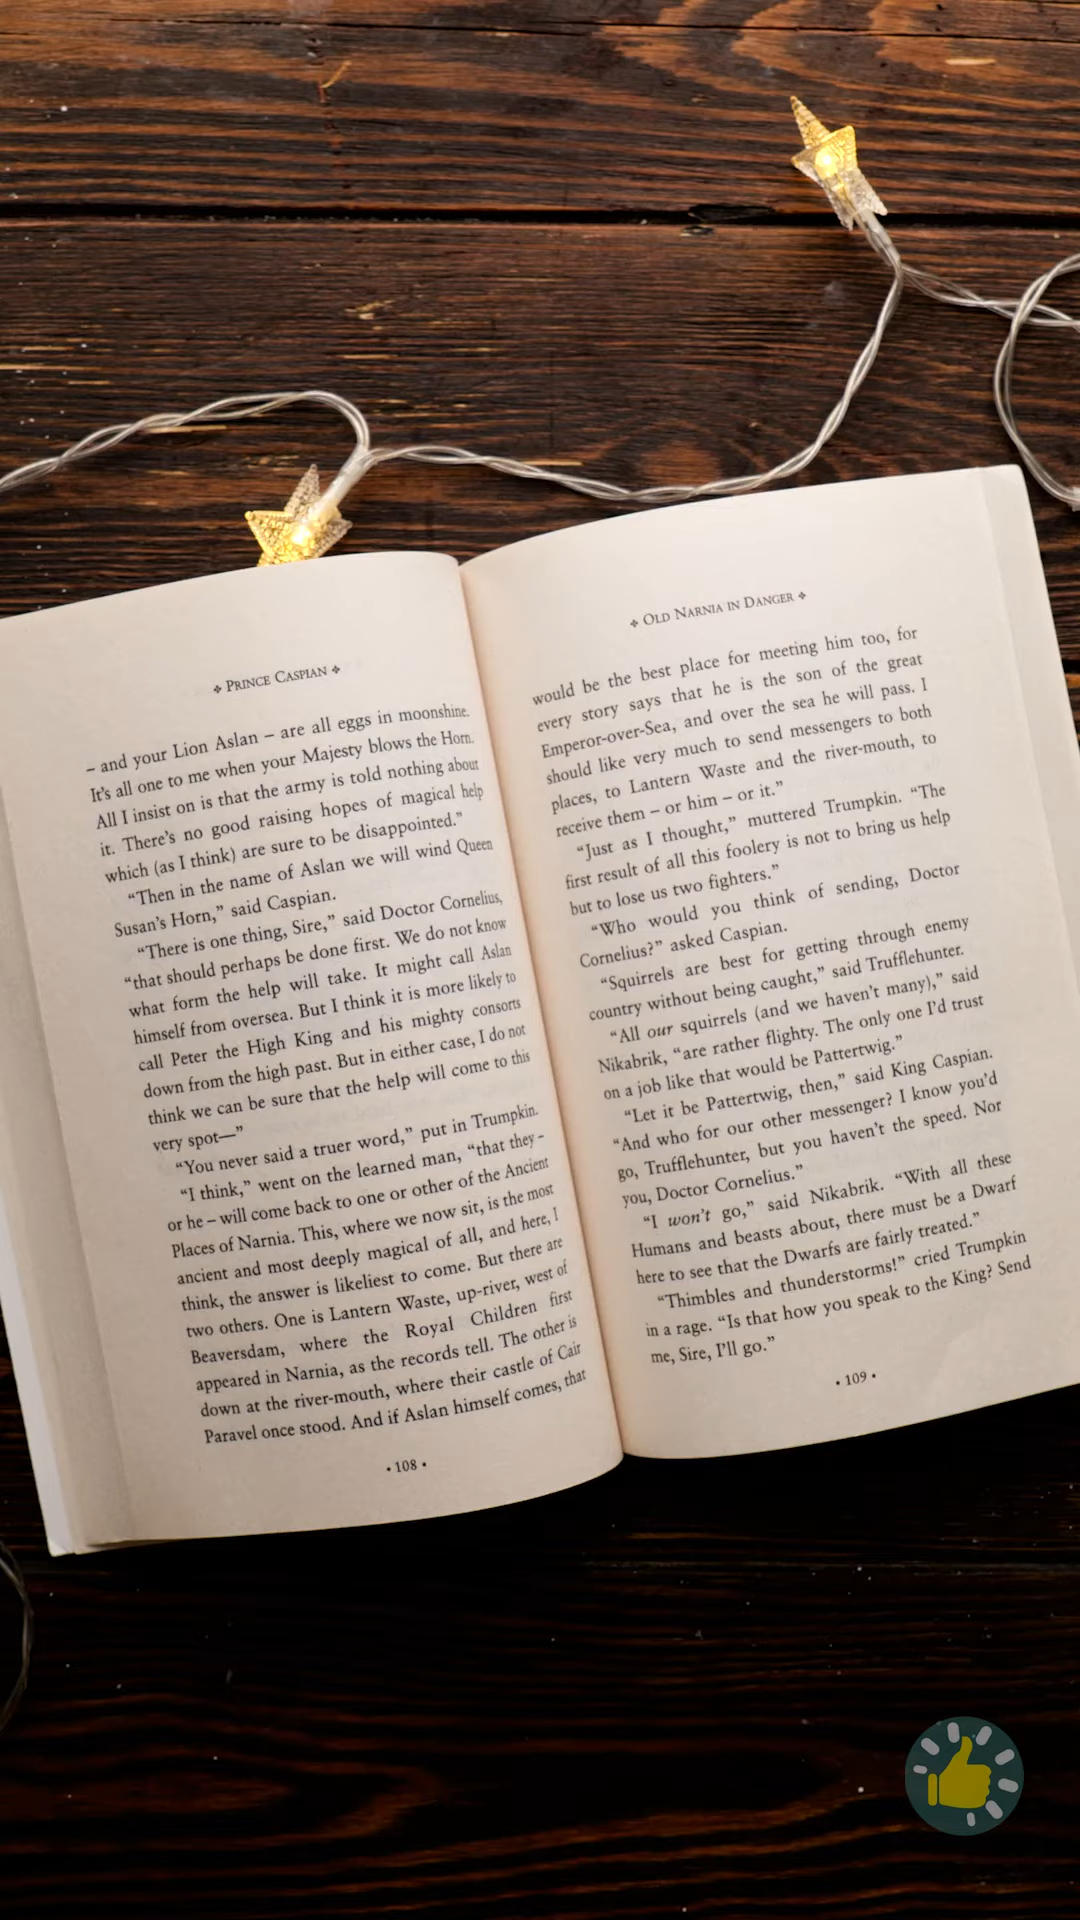 ❖ PRINCE CASPIAN ❖
– and your Lion Aslan – are all eggs in moonshine.
It’s all one to me when your Majesty blows the Horn.
All I insist on is that the army is told nothing about
it. There’s no good raising hopes of magical help
which (as I think) are sure to be disappointed.”
“Then in the name of Aslan we will wind Queen
Susan’s Horn,” said Caspian.
“There is one thing, Sire,” said Doctor Cornelius,
“that should perhaps be done first. We do not know
what form the help will take. It might call Aslan
himself from oversea. But I think it is more likely to
call Peter the High King and his mighty consorts
down from the high past. But in either case, I do not
think we can be sure that the help will come to this
very spot—”
“You never said a truer word,” put in Trumpkin.
“I think,” went on the learned man, “that they –
or he – will come back to one or other of the Ancient
Places of Narnia. This, where we now sit, is the most
ancient and most deeply magical of all, and here, I
think, the answer is likeliest to come. But there are
two others. One is Lantern Waste, up-river, west of
Beaversdam, where the Royal Children first
appeared in Narnia, as the records tell. The other is
down at the river-mouth, where their castle of Cair
Paravel once stood. And if Aslan himself comes, that
• 108 •
❖ OLD NARNIA IN DANGER ❖
would be the best place for meeting him too, for
every story says that he is the son of the great
Emperor-over-Sea, and over the sea he will pass. I
should like very much to send messengers to both
places, to Lantern Waste and the river-mouth, to
receive them – or him – or it.”
“Just as I thought,” muttered Trumpkin. “The
first result of all this foolery is not to bring us help
but to lose us two fighters.”
“Who would you think of sending, Doctor
Cornelius?” asked Caspian.
“Squirrels are best for getting through enemy
country without being caught,” said Trufflehunter.
“All our squirrels (and we haven’t many),” said
Nikabrik, “are rather flighty. The only one I’d trust
on a job like that would be Pattertwig.”
“Let it be Pattertwig, then,” said King Caspian.
“And who for our other messenger? I know you’d
go, Trufflehunter, but you haven’t the speed. Nor
you, Doctor Cornelius.”
“I won’t go,” said Nikabrik. “With all these
Humans and beasts about, there must be a Dwarf
here to see that the Dwarfs are fairly treated.”
“Thimbles and thunderstorms!” cried Trumpkin
in a rage. “Is that how you speak to the King? Send
me, Sire, I’ll go.”
• 109 •